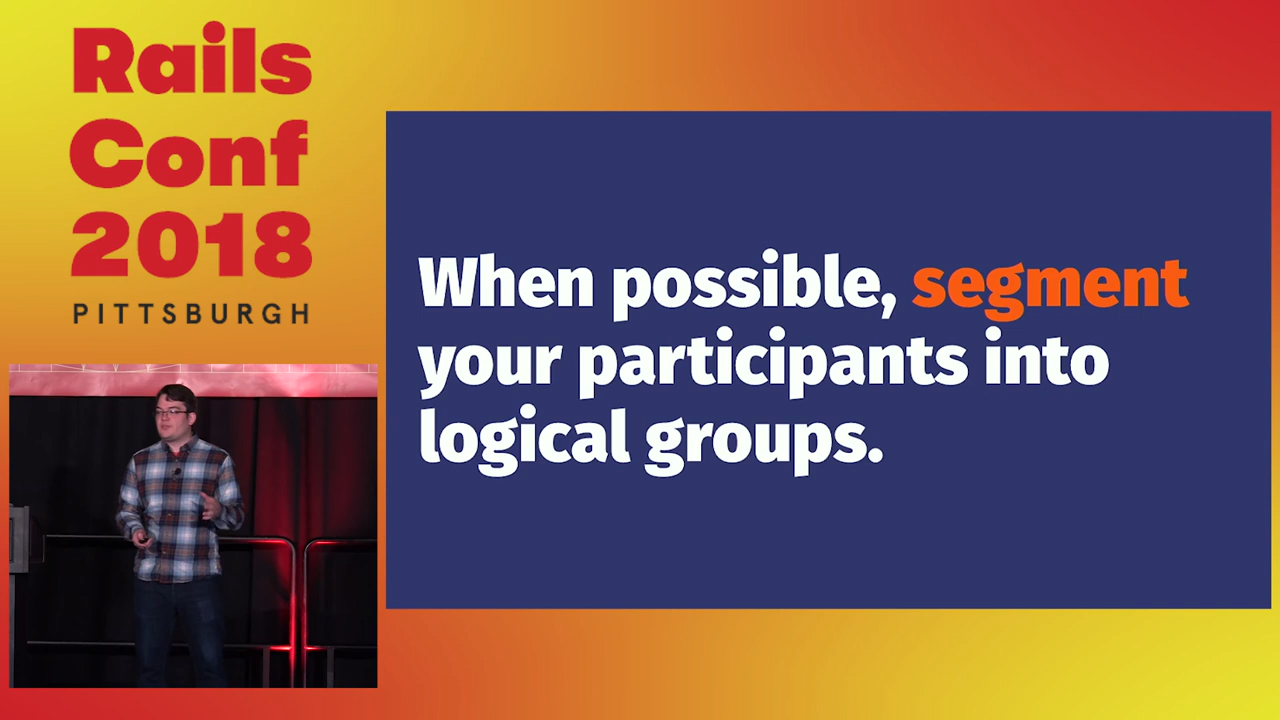 Rails
Conf
2018
PITTSBURGH
When possible, segment
your participants into
logical groups.